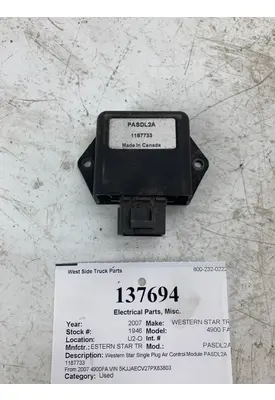 PASDL2A
1187733
Made in Canada
West Side Truck Parts 800-232-0222
137694
Electrical Parts, Misc.
Year: 2007 Make: WESTERN STAR TR
Stock #: 1946 Model: 4900 FA
Location: U2-O Int. #
Mnfctr.: ESTERN STAR TR Mod.: PASDL2A
Description: Western Star Single Plug Air Control Module PASDL2A
1187733
From 2007 4900FA VIN 5KJJAECV27PX63803
Category: Used